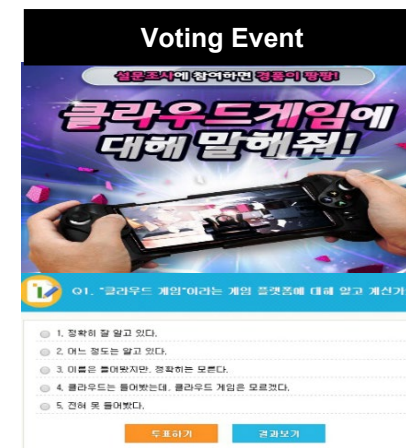 Voting Event
설문조사에 참여하면 경품이 팡팡!
클라우드게임에
대해 말해줘!
Q1. "클라우드 게임"이라는 게임 플랫폼에 대해 알고 계신가
1. 정확히 잘 알고 있다.
2. 어느 정도는 알고 있다.
3. 이름은 들어봤지만, 정확히는 모른다.
4. 클라우드는 들어봤는데, 클라우드 게임은 모르겠다.
5. 전혀 못 들어봤다.
투표하기 결과보기